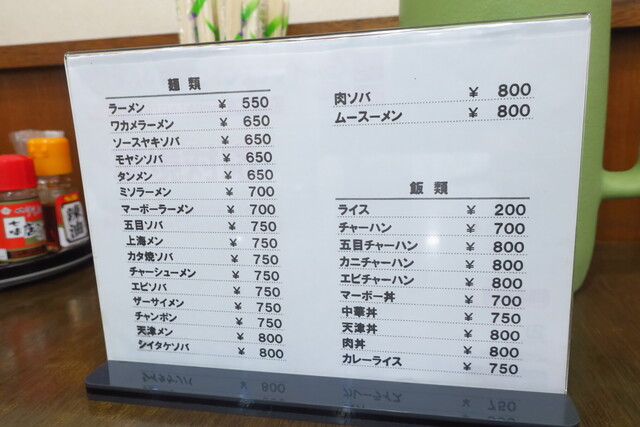 麺類
ラーメン ¥ 550
ワカメラーメン ¥ 650
ソースヤキソバ ¥ 650
モヤシソバ ¥ 650
タンメン ¥ 650
ミソラーメン ¥ 700
マーボーラーメン ¥ 700
五目ソバ ¥ 750
上海メン ¥ 750
カタ焼ソバ ¥ 750
チャーシューメン ¥ 750
エビソバ ¥ 750
ザーサイメン ¥ 750
チャンポン ¥ 750
天津メン ¥ 800
シイタケソバ ¥ 800
肉ソバ ¥ 800
ムースーメン ¥ 800
飯類
ライス ¥ 200
チャーハン ¥ 700
五目チャーハン ¥ 800
カニチャーハン ¥ 800
エビチャーハン ¥ 800
マーボー丼 ¥ 700
中華丼 ¥ 750
天津丼 ¥ 800
肉丼 ¥ 800
カレーライス ¥ 750
辣油